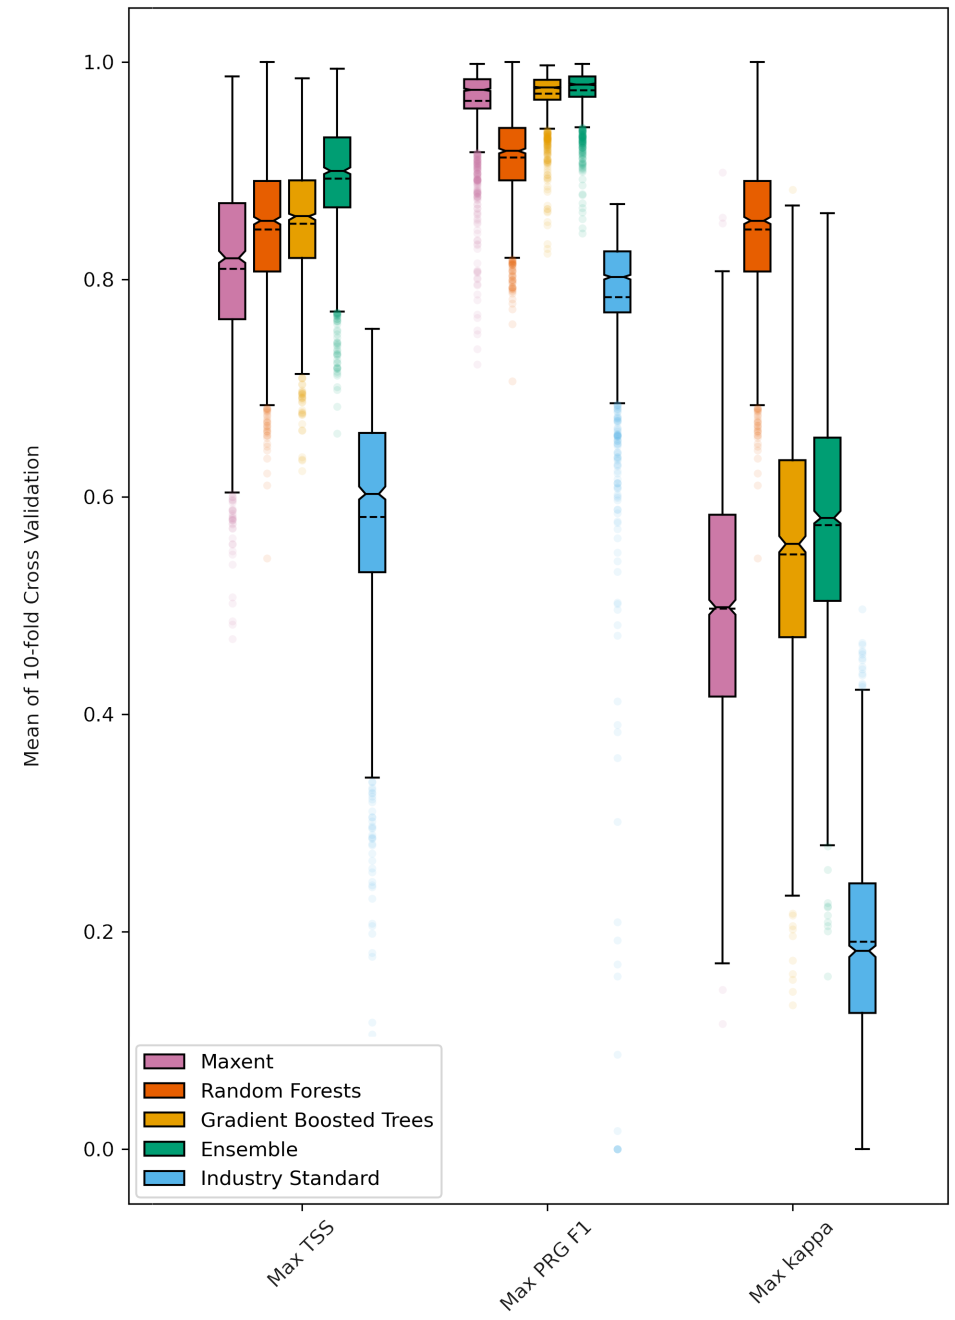 Mean of 10-fold Cross Validation
1.0
0.8
0.6
0.4
0.2
0.0
Maxent
Random Forests
Gradient Boosted Trees
Ensemble
Industry Standard
Max TSS
Max PRG F1
Max kappa